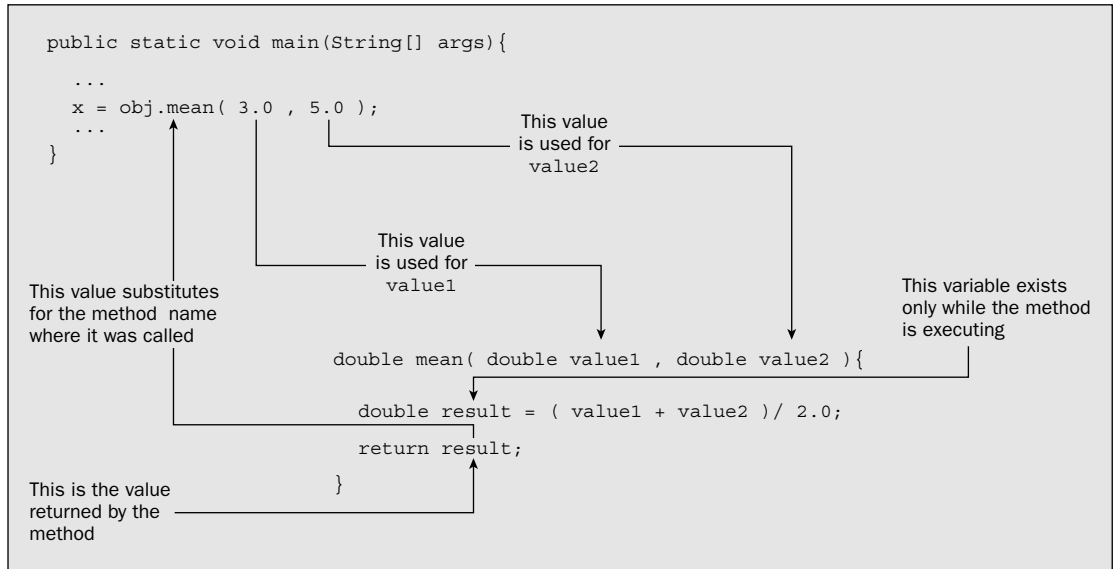 public static void main(String[] args){
...
x = obj.mean( 3.0 , 5.0 );
...
}
This value
is used for
value2
This value
is used for
value1
This value substitutes
for the method name
where it was called
This variable exists
only while the method
is executing
double mean( double value1 , double value2 ){
double result = ( value1 + value2 )/ 2.0;
return result;
}
This is the value
returned by the
method